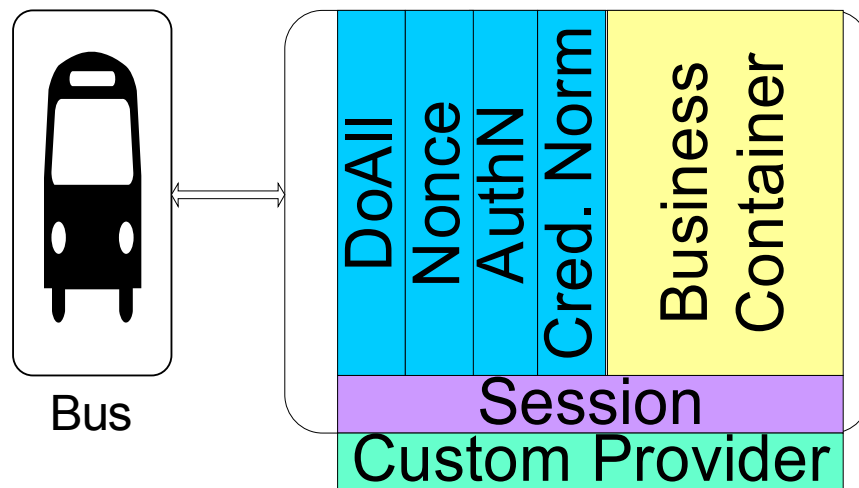 DoAll
Nonce
AuthN
Cred. Norm
Business
Container
Bus
Session
Custom Provider